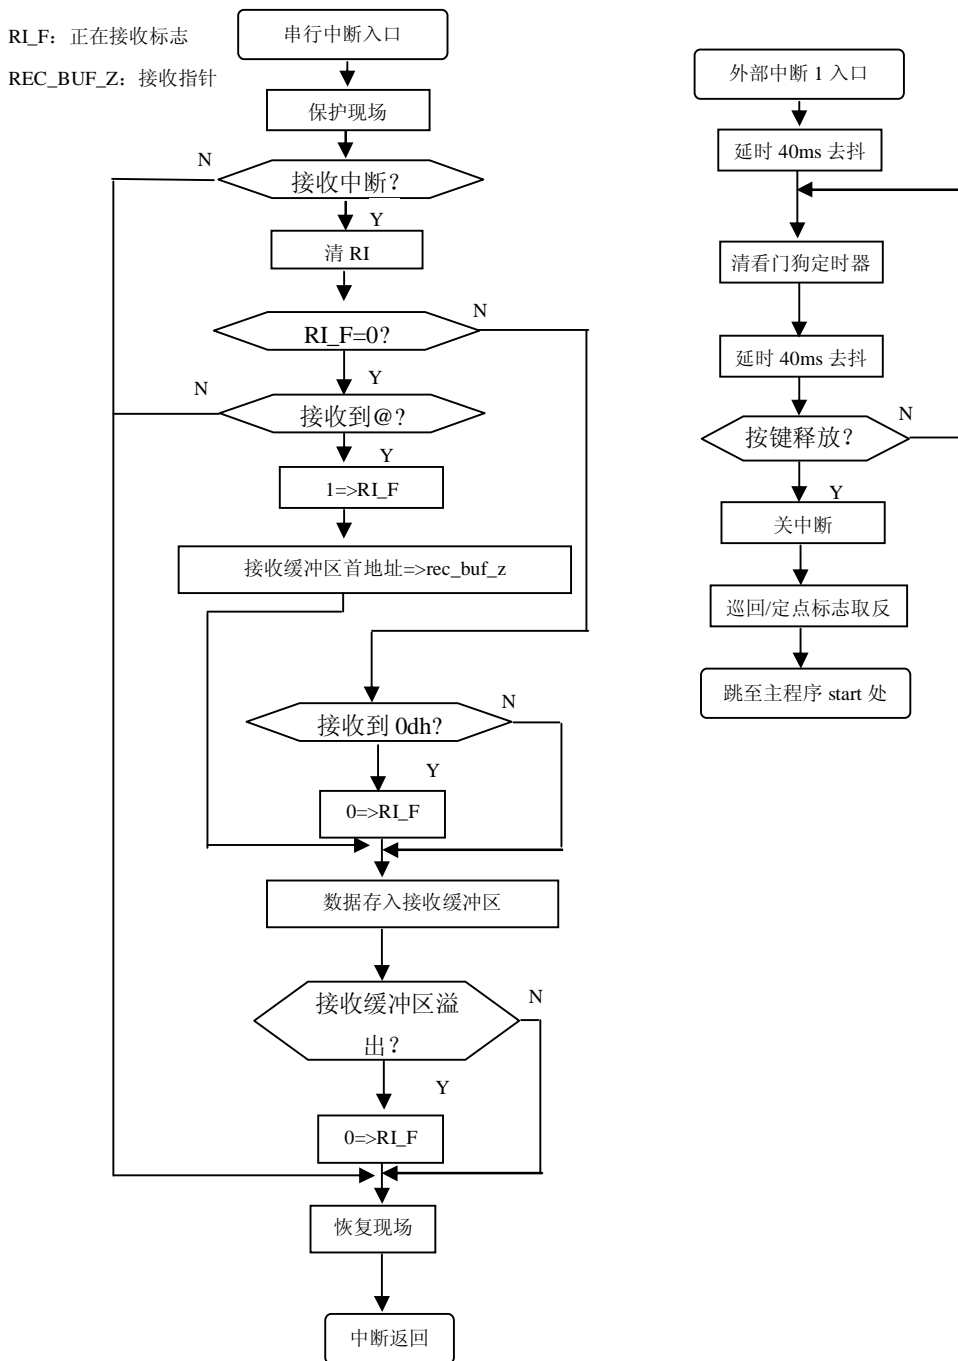 RI_F：正在接收标志
REC_BUF_Z：接收指针
串行中断入口
保护现场
N
接收中断？
Y
清 RI
N
RI_F=0?
Y
N
接收到@?
Y
1=>RI_F
接收缓冲区首地址=>rec_buf_z
N
接收到 0dh?
Y
0=>RI_F
数据存入接收缓冲区
N
接收缓冲区溢
出？
Y
0=>RI_F
恢复现场
中断返回
外部中断 1 入口
延时 40ms 去抖
清看门狗定时器
延时 40ms 去抖
N
按键释放？
Y
关中断
巡回/定点标志取反
跳至主程序 start 处